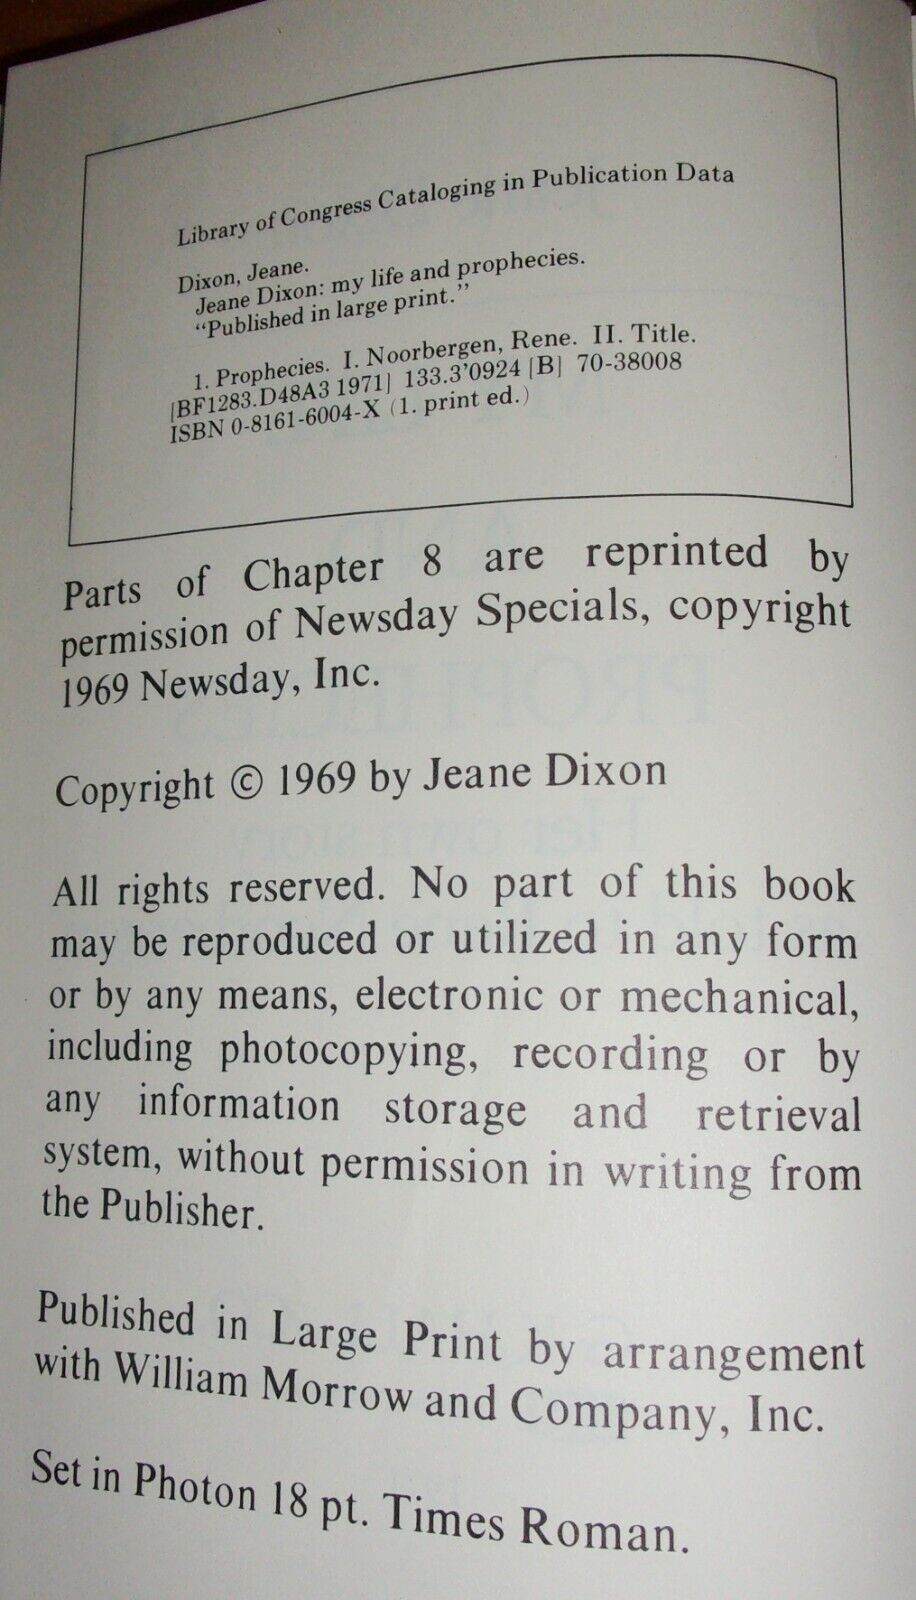 Library of Congress Cataloging in Publication Data
Dixon, Jeane.
Jeane Dixon: my life and prophecies.
"Published in large print."
1. Prophecies. I. Noorbergen, Rene. II. Title.
[BF1283.D48A3 1971] 133.3'0924 [B] 70-38008
ISBN 0-8161-6004-X (1. print ed.)
Parts of Chapter 8 are reprinted by
permission of Newsday Specials, copyright
1969 Newsday, Inc.
Copyright © 1969 by Jeane Dixon
All rights reserved. No part of this book
may be reproduced or utilized in any form
or by any means, electronic or mechanical,
including photocopying, recording or by
any information storage and retrieval
system, without permission in writing from
the Publisher.
Published in Large Print by arrangement
with William Morrow and Company, Inc.
Set in Photon 18 pt. Times Roman.